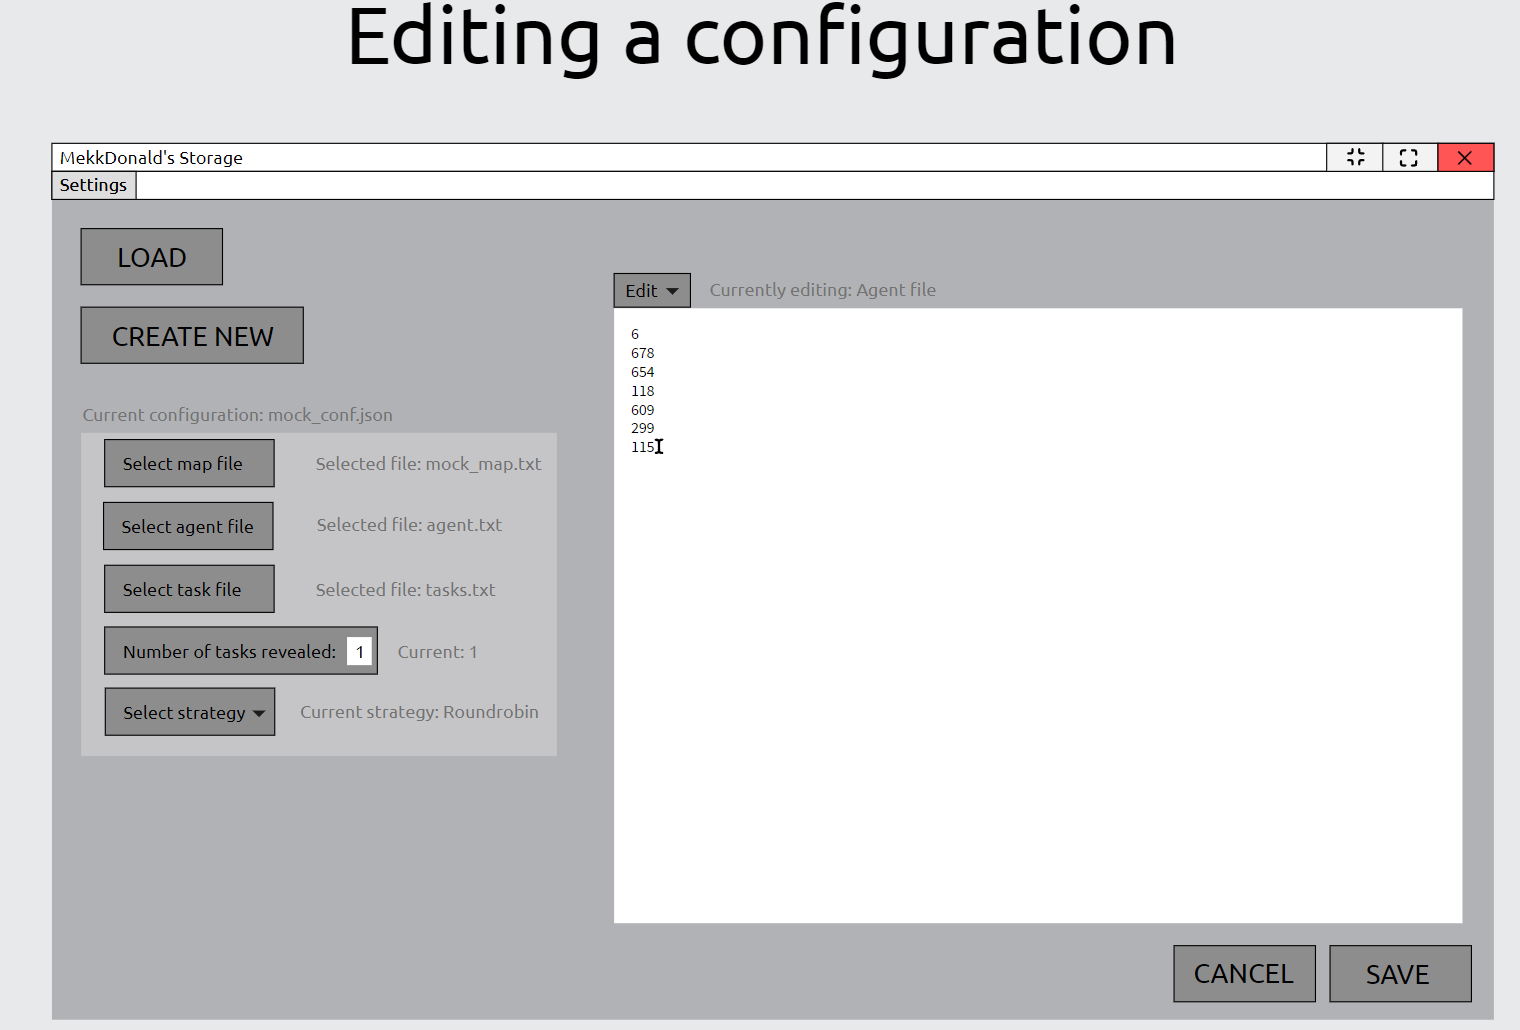 Editing a configuration
MekkDonald's Storage
Settings
LOAD
CREATE NEW
Current configuration: mock_conf.json
Select map file
Selected file: mock_map.txt
Select agent file
Selected file: agent.txt
Select task file
Selected file: tasks.txt
Number of tasks revealed: 1
Current: 1
Select strategy
Current strategy: Roundrobin
Edit
Currently editing: Agent file
6
678
654
118
609
299
115
CANCEL
SAVE